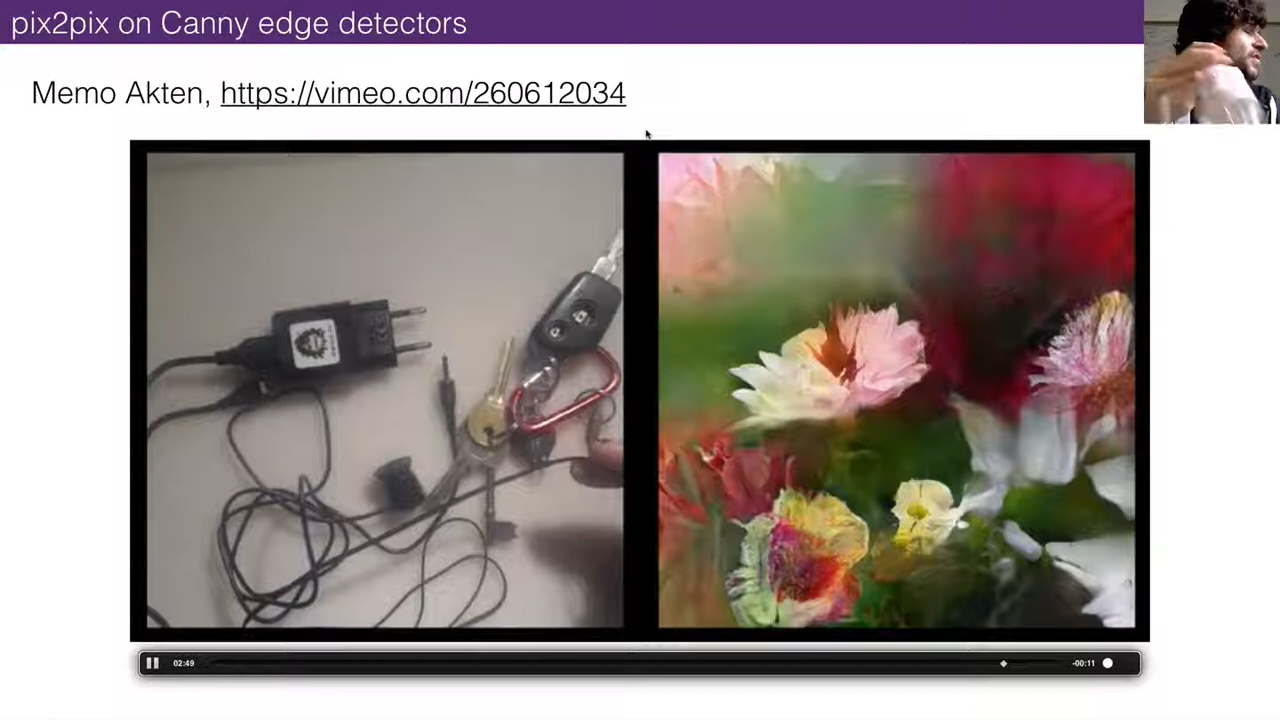 pix2pix on Canny edge detectors
Memo Akten, https://vimeo.com/260612034
02:49
-00:11